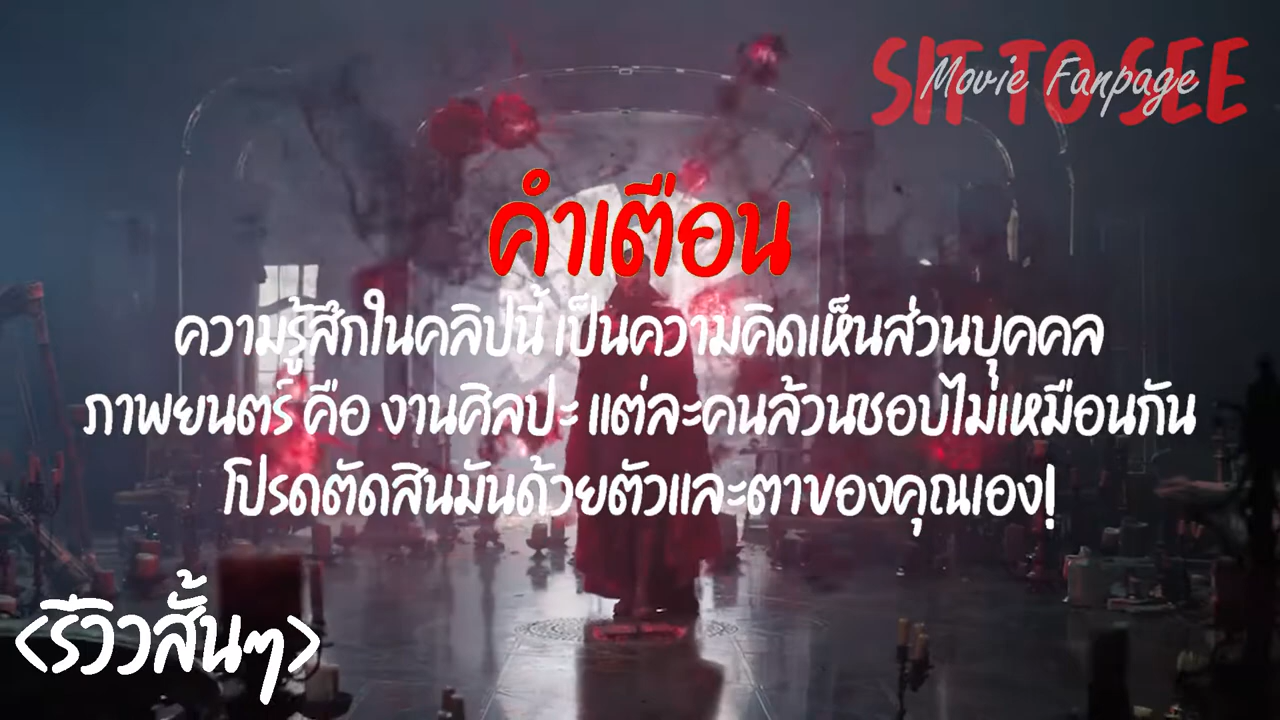 SIT TO SEE
Movie Fanpage
คำเตือน
ความรู้สึกในคลิปนี้ เป็นความคิดเห็นส่วนบุคคล
ภาพยนตร์ คือ งานศิลปะ แต่ละคนล้วนชอบไม่เหมือนกัน
โปรดตัดสินมันด้วยตัวและตาของคุณเอง!
<รีวิวสั้นๆ>